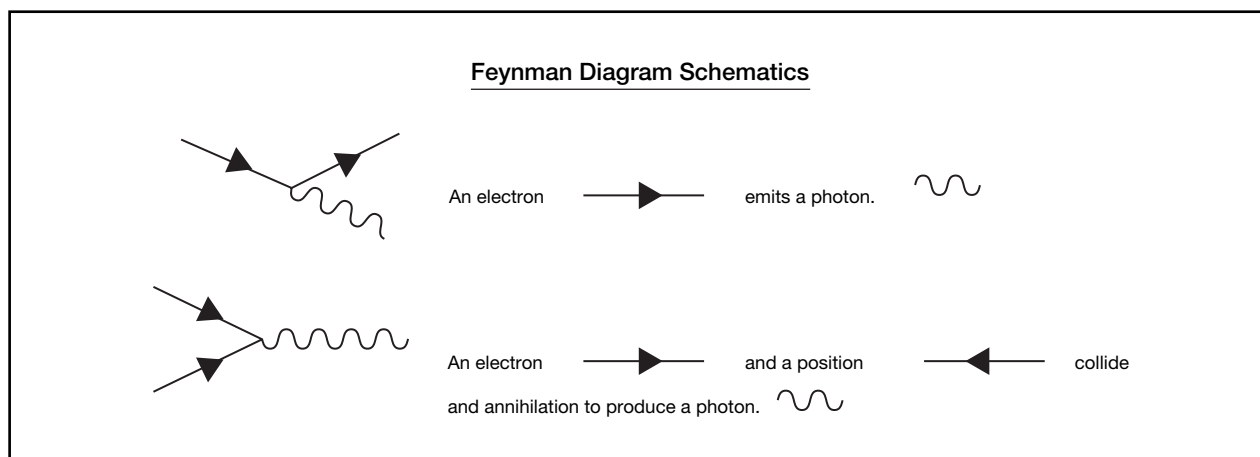 Feynman Diagram Schematics
An electron emits a photon.
An electron and a position collide
and annihilation to produce a photon.